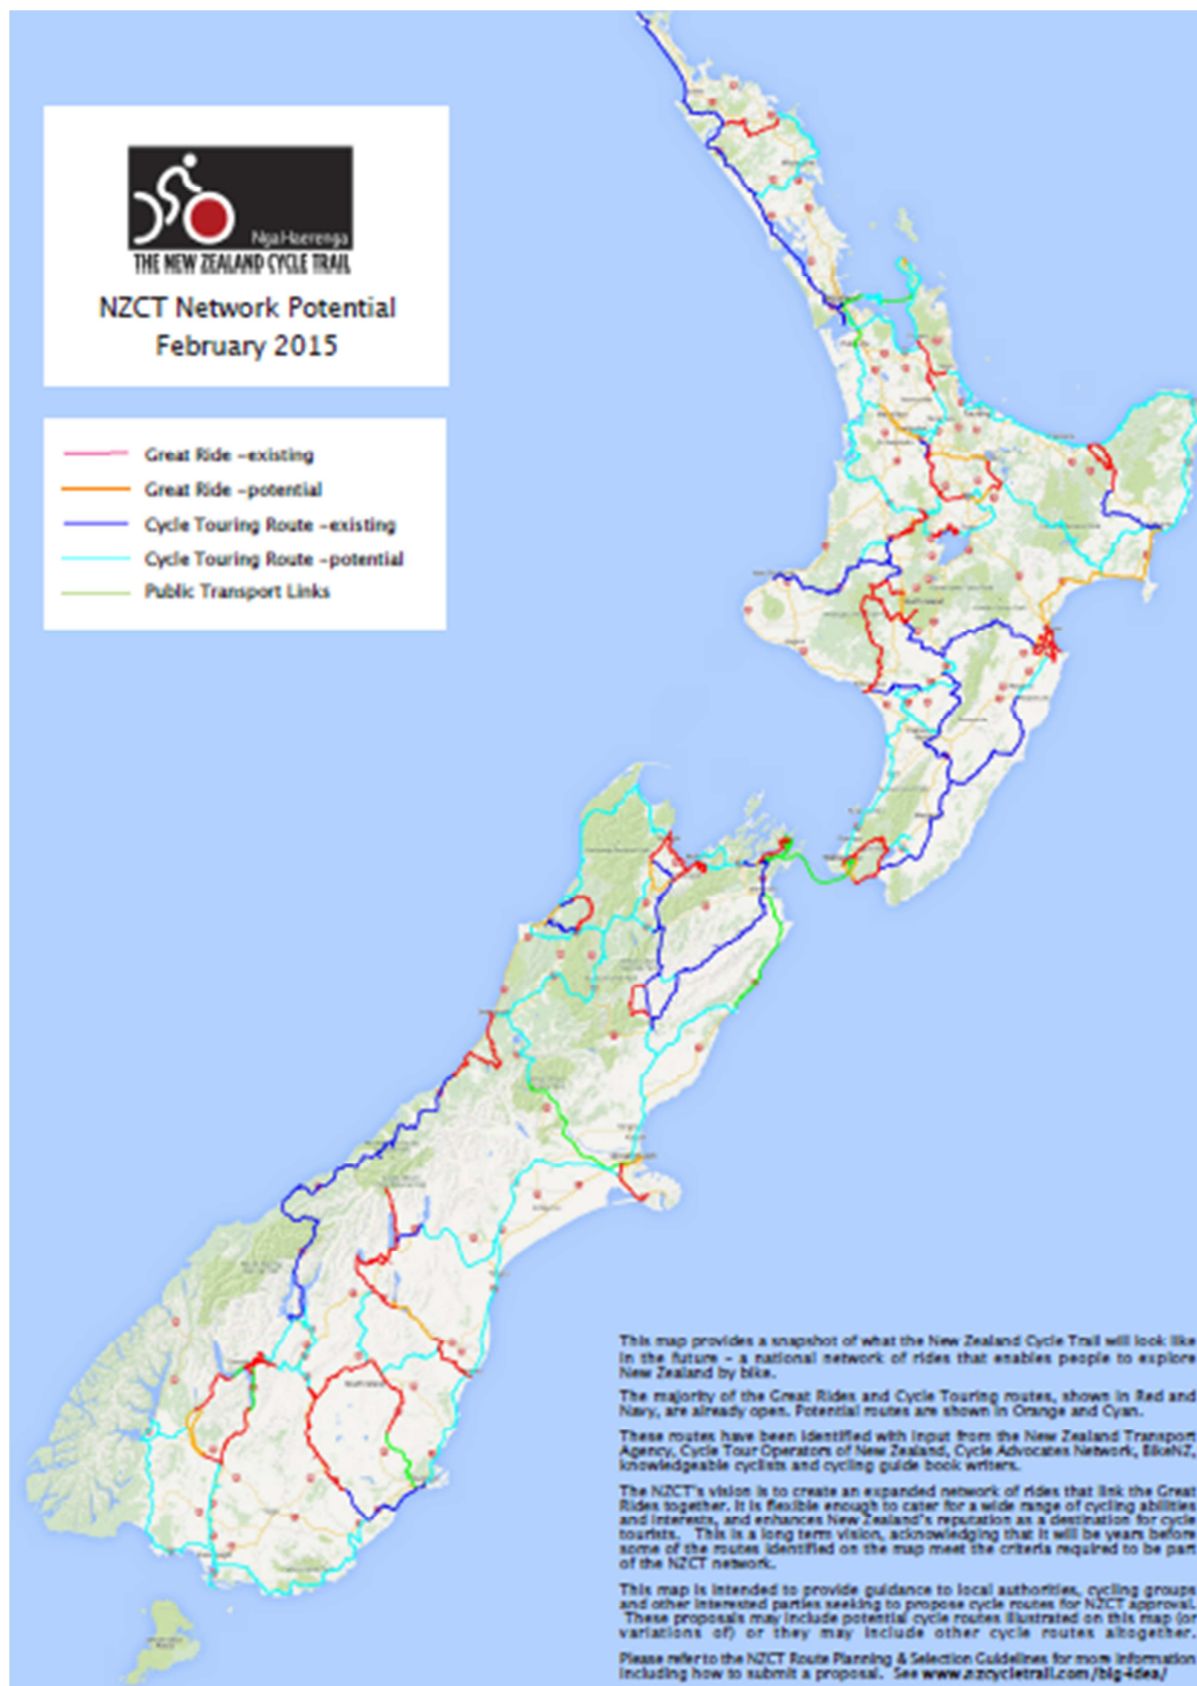 Nga Haerenga
THE NEW ZEALAND CYCLE TRAIL
NZCT Network Potential
February 2015
Great Ride -existing
Great Ride -potential
Cycle Touring Route -existing
Cycle Touring Route -potential
Public Transport Links
This map provides a snapshot of what the New Zealand Cycle Trail will look like
in the future - a national network of rides that enables people to explore
New Zealand by bike.
The majority of the Great Rides and Cycle Touring routes, shown in Red and
Navy, are already open. Potential routes are shown in Orange and Cyan.
These routes have been identified with input from the New Zealand Transport
Agency, Cycle Tour Operators of New Zealand, Cycle Advocates Network, BikeNZ,
knowledgeable cyclists and cycling guide book writers.
The NZCT's vision is to create an expanded network of rides that link the Great
Rides together. It is flexible enough to cater for a wide range of cycling abilities
and interests, and enhances New Zealand's reputation as a destination for cycle
tourists. This is a long term vision, acknowledging that it will be years before
some of the routes identified on the map meet the criteria required to be part
of the NZCT network.
This map is intended to provide guidance to local authorities, cycling groups
and other interested parties seeking to propose cycle routes for NZCT approval.
These proposals may include potential cycle routes illustrated on this map (or
variations of) or they may include other cycle routes altogether.
Please refer to the NZCT Route Planning & Selection Guidelines for more information
including how to submit a proposal. See www.nzcycletrail.com/big-idea/